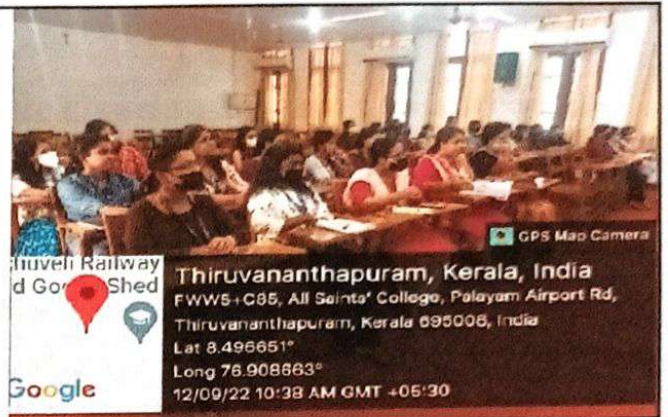 GPS Map Camera
Railway
Shed
Google
Thiruvananthapuram, Kerala, India
FWW5+C85, All Saints' College, Palayam Airport Rd,
Thiruvananthapuram, Kerala 695008, India
Lat 8.496651°
Long 76.908663°
12/09/22 10:38 AM GMT +05:30